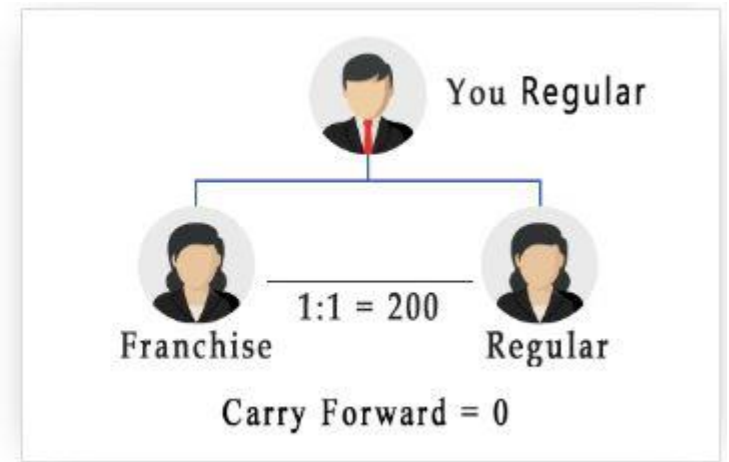 You Regular
1:1 = 200
Franchise
Regular
Carry Forward = 0